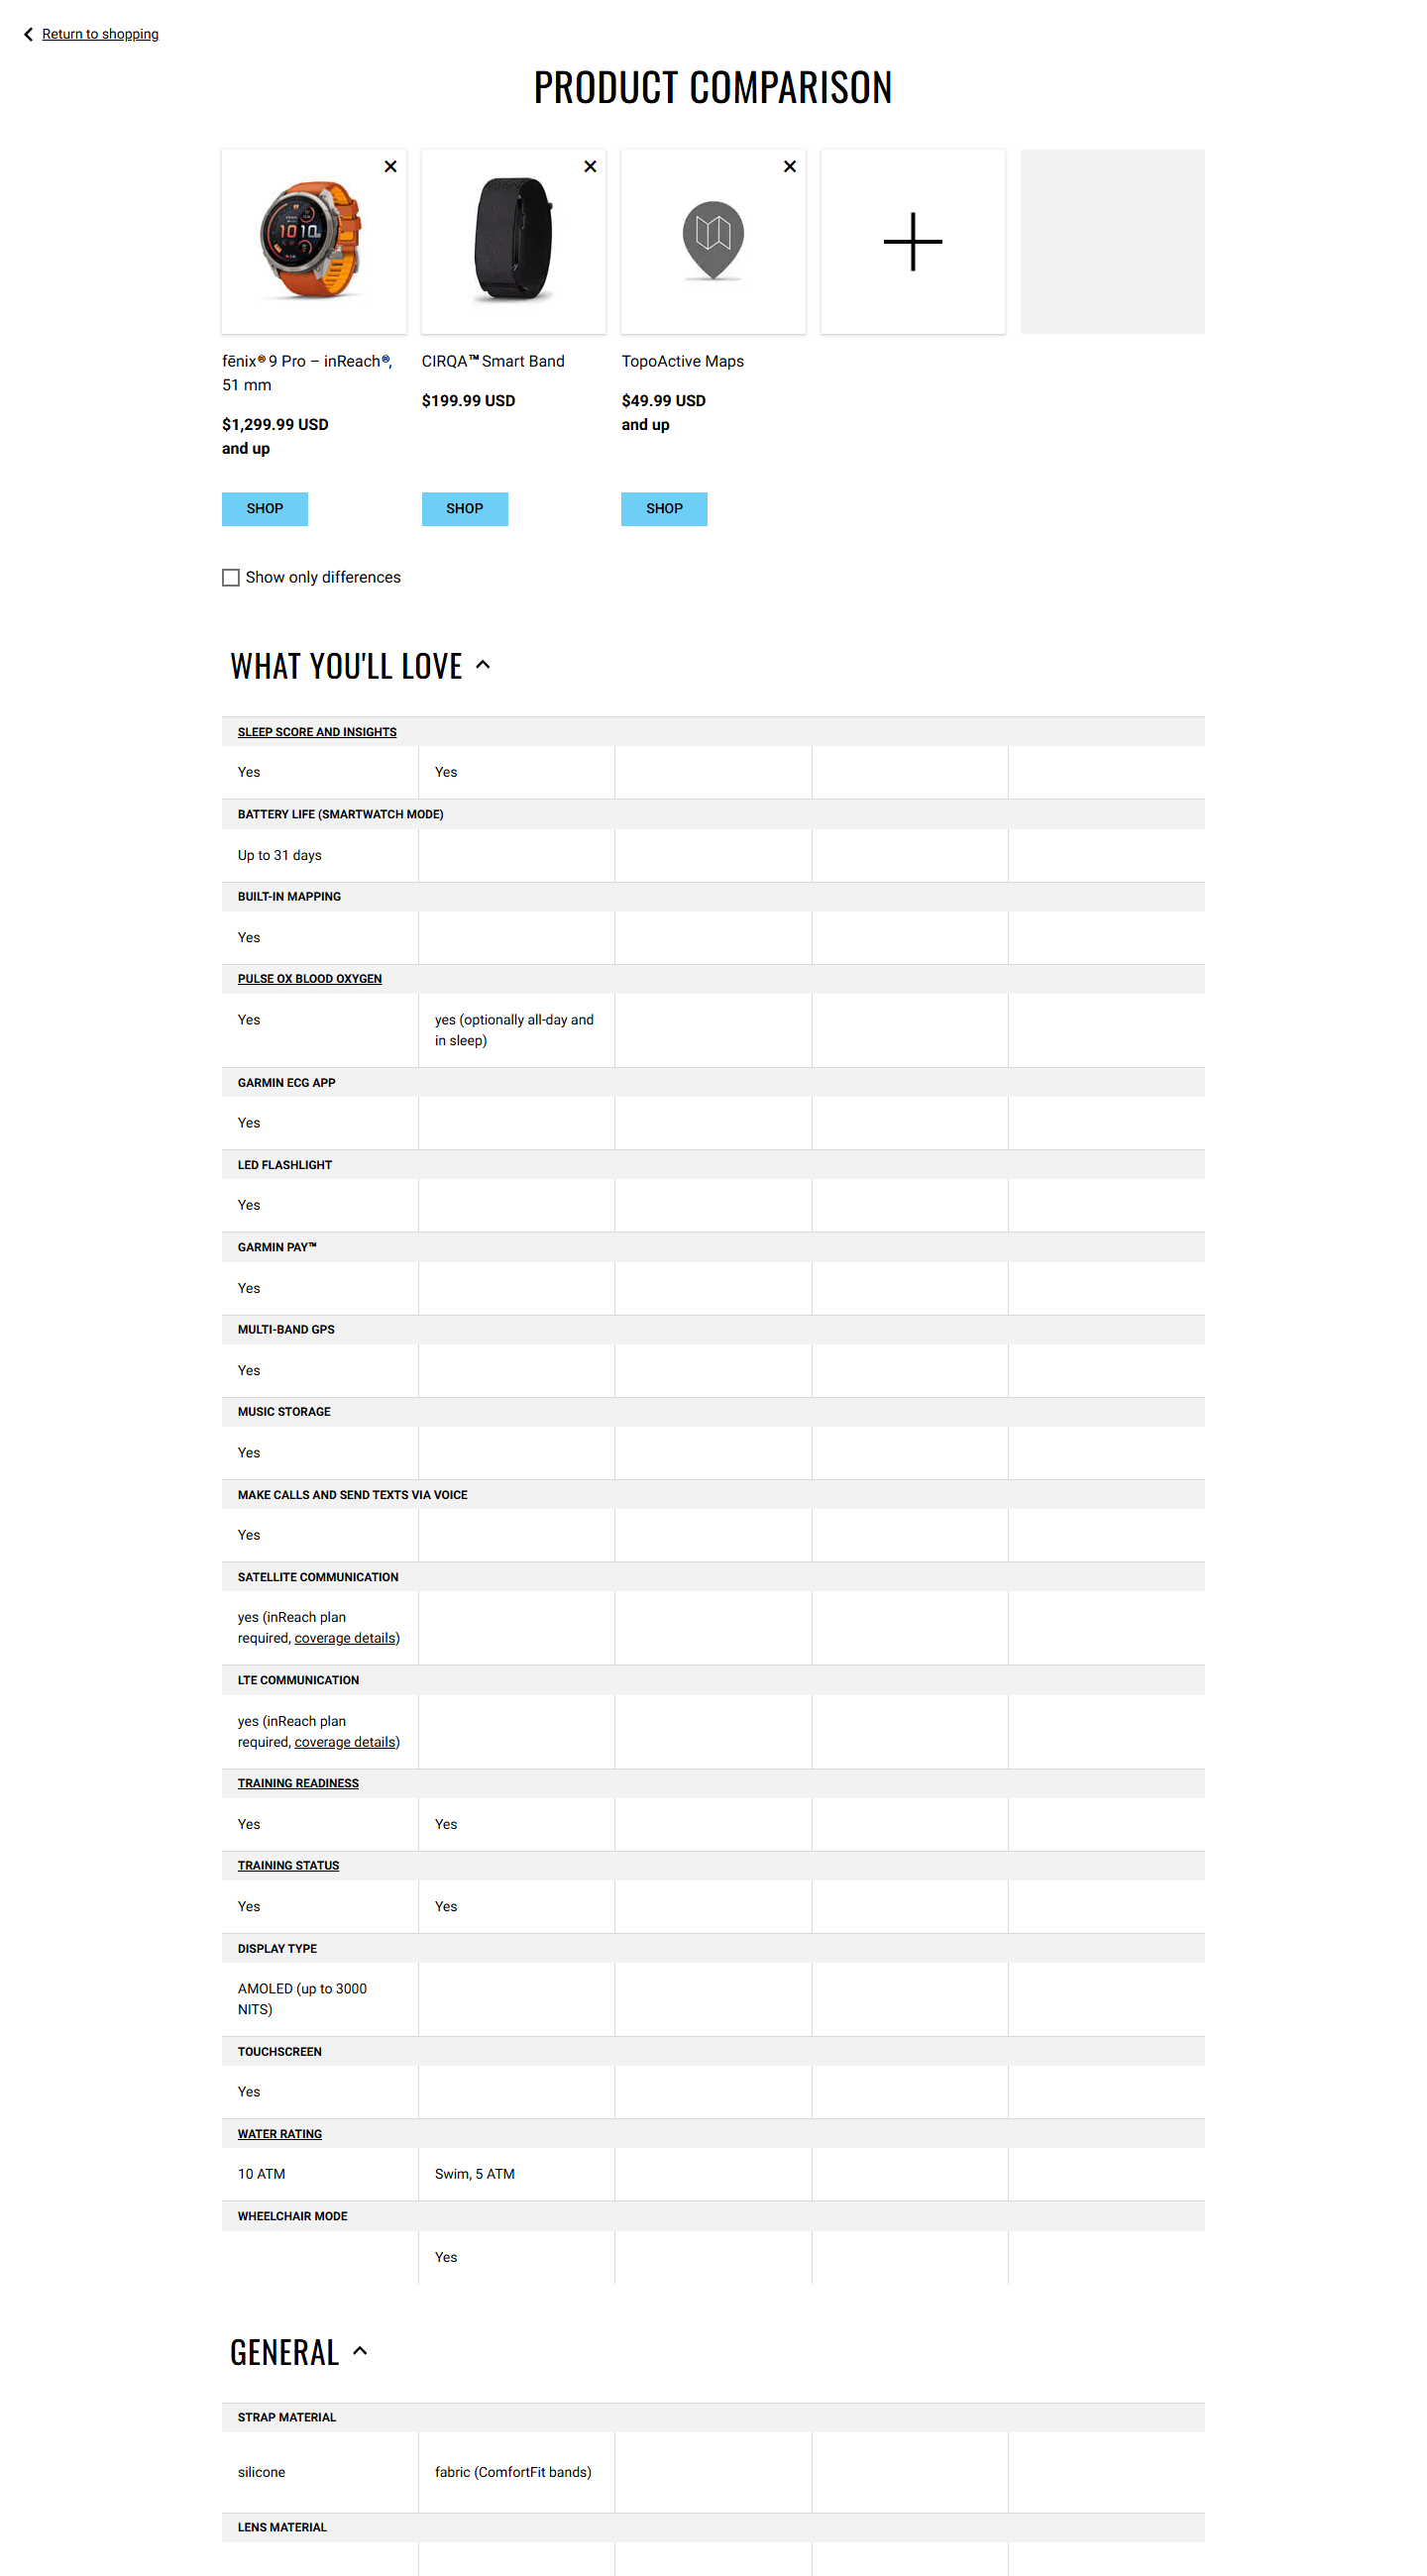 Return to shopping
PRODUCT COMPARISON
fēnix® 9 Pro – inReach®,
51 mm
$1,299.99 USD
and up
SHOP
CIRQA™ Smart Band
$199.99 USD
SHOP
TopoActive Maps
$49.99 USD
and up
SHOP
Show only differences
WHAT YOU'LL LOVE
SLEEP SCORE AND INSIGHTS
Yes Yes
BATTERY LIFE (SMARTWATCH MODE)
Up to 31 days
BUILT-IN MAPPING
Yes
PULSE OX BLOOD OXYGEN
Yes yes (optionally all-day and
in sleep)
GARMIN ECG APP
Yes
LED FLASHLIGHT
Yes
GARMIN PAY™
Yes
MULTI-BAND GPS
Yes
MUSIC STORAGE
Yes
MAKE CALLS AND SEND TEXTS VIA VOICE
Yes
SATELLITE COMMUNICATION
yes (inReach plan
required, coverage details)
LTE COMMUNICATION
yes (inReach plan
required, coverage details)
TRAINING READINESS
Yes Yes
TRAINING STATUS
Yes Yes
DISPLAY TYPE
AMOLED (up to 3000
NITS)
TOUCHSCREEN
Yes
WATER RATING
10 ATM Swim, 5 ATM
WHEELCHAIR MODE
Yes
GENERAL
STRAP MATERIAL
silicone fabric (ComfortFit bands)
LENS MATERIAL